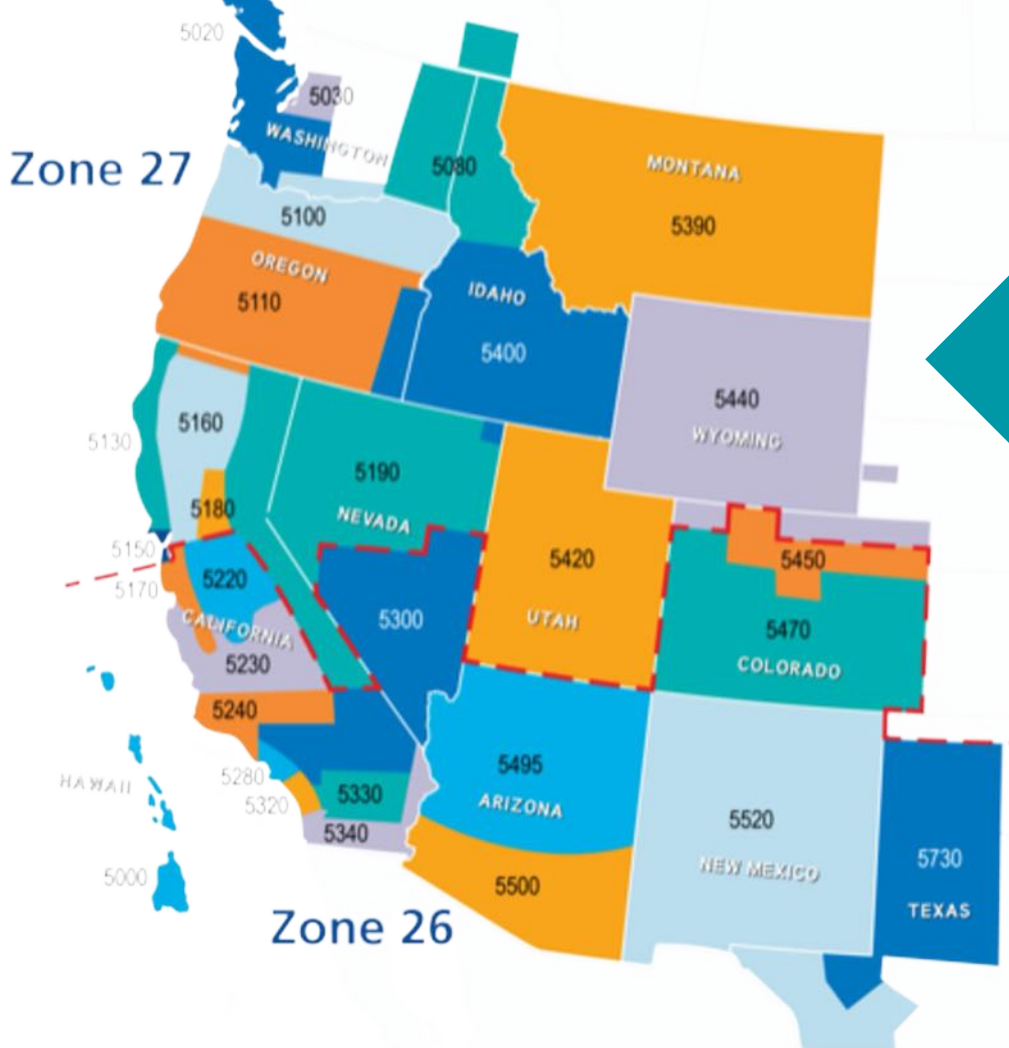 5020
5030
WASHINGTON
Zone 27
5080
MONTANA
5390
5100
OREGON
5110
IDAHO
5400
5440
WYOMING
5130
5160
5190
NEVADA
5180
5150
5170
5220
CALIFORNIA
5230
5300
5420
UTAH
5450
5470
COLORADO
5240
HAWAII
5280
5320
5330
5340
5495
ARIZONA
5520
NEW MEXICO
5000
5500
5730
TEXAS
Zone 26